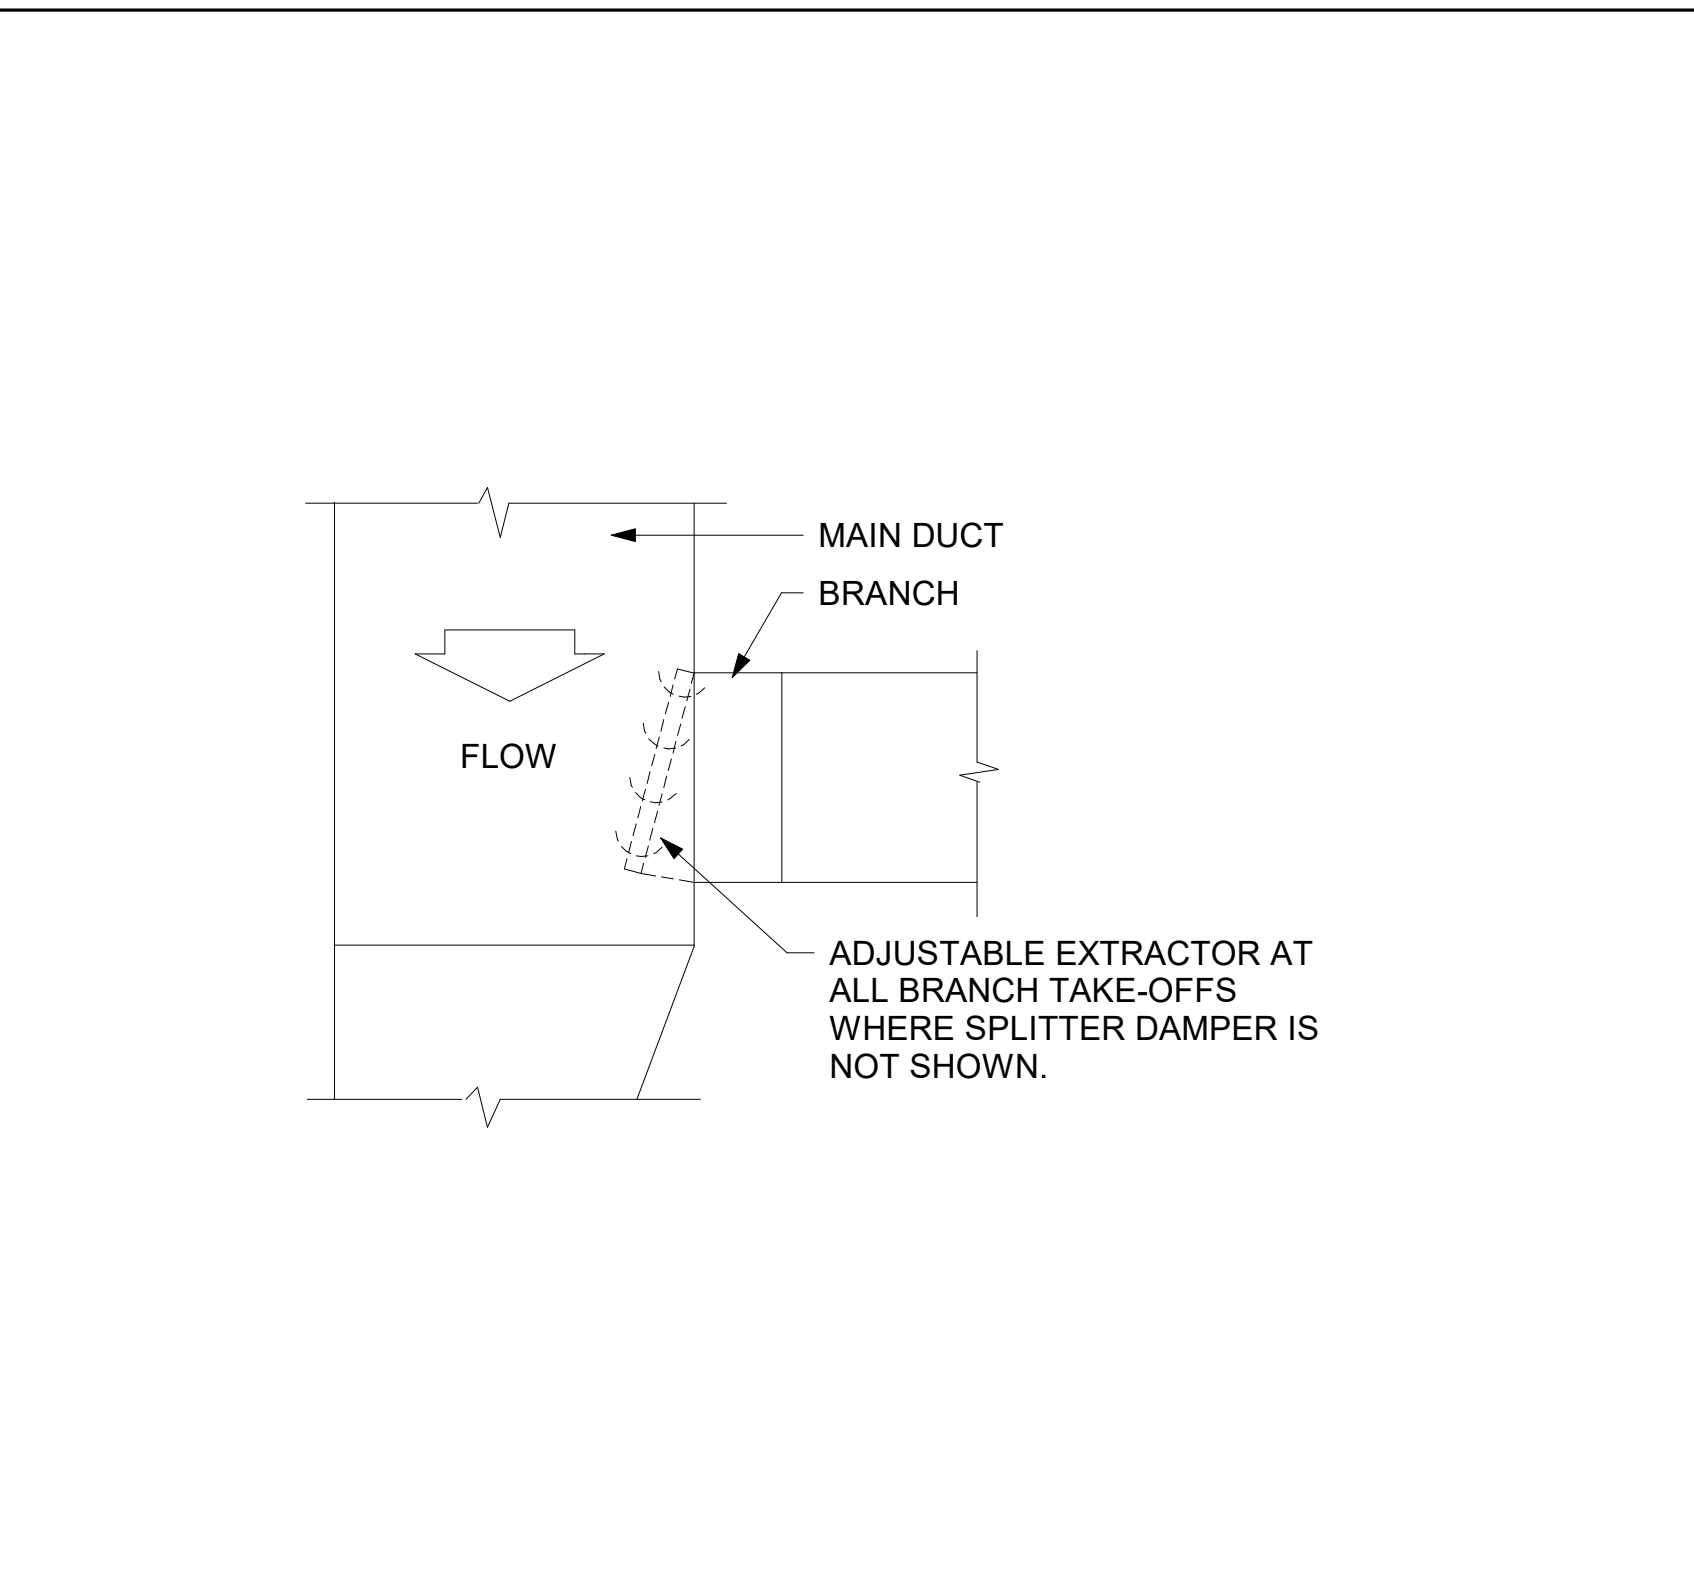 MAIN DUCT
BRANCH
FLOW
ADJUSTABLE EXTRACTOR AT
ALL BRANCH TAKE-OFFS
WHERE SPLITTER DAMPER IS
NOT SHOWN.